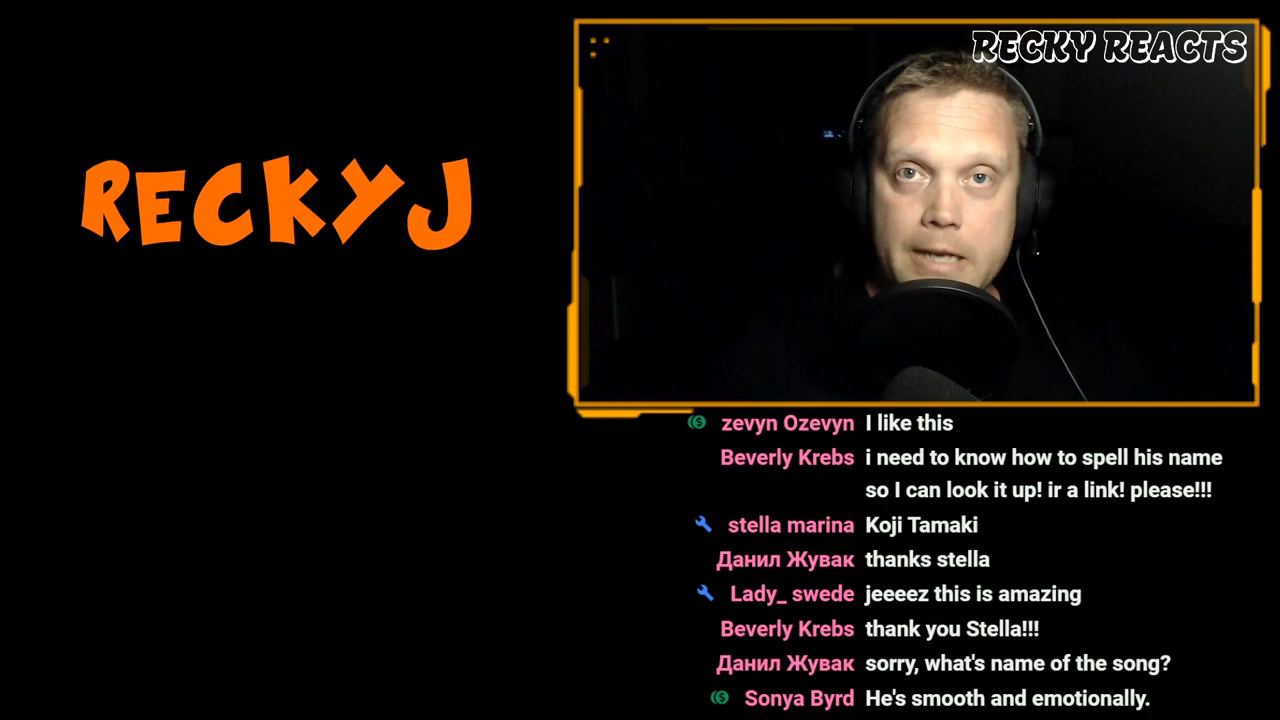 RECKY REACTS
RECKYJ
zevyn Ozevyn I like this
Beverly Krebs i need to know how to spell his name
so I can look it up! ir a link! please!!!
stella marina Koji Tamaki
Данил Жувак thanks stella
Lady_ swede jeeeez this is amazing
Beverly Krebs thank you Stella!!!
Данил Жувак sorry, what's name of the song?
Sonya Byrd He's smooth and emotionally.